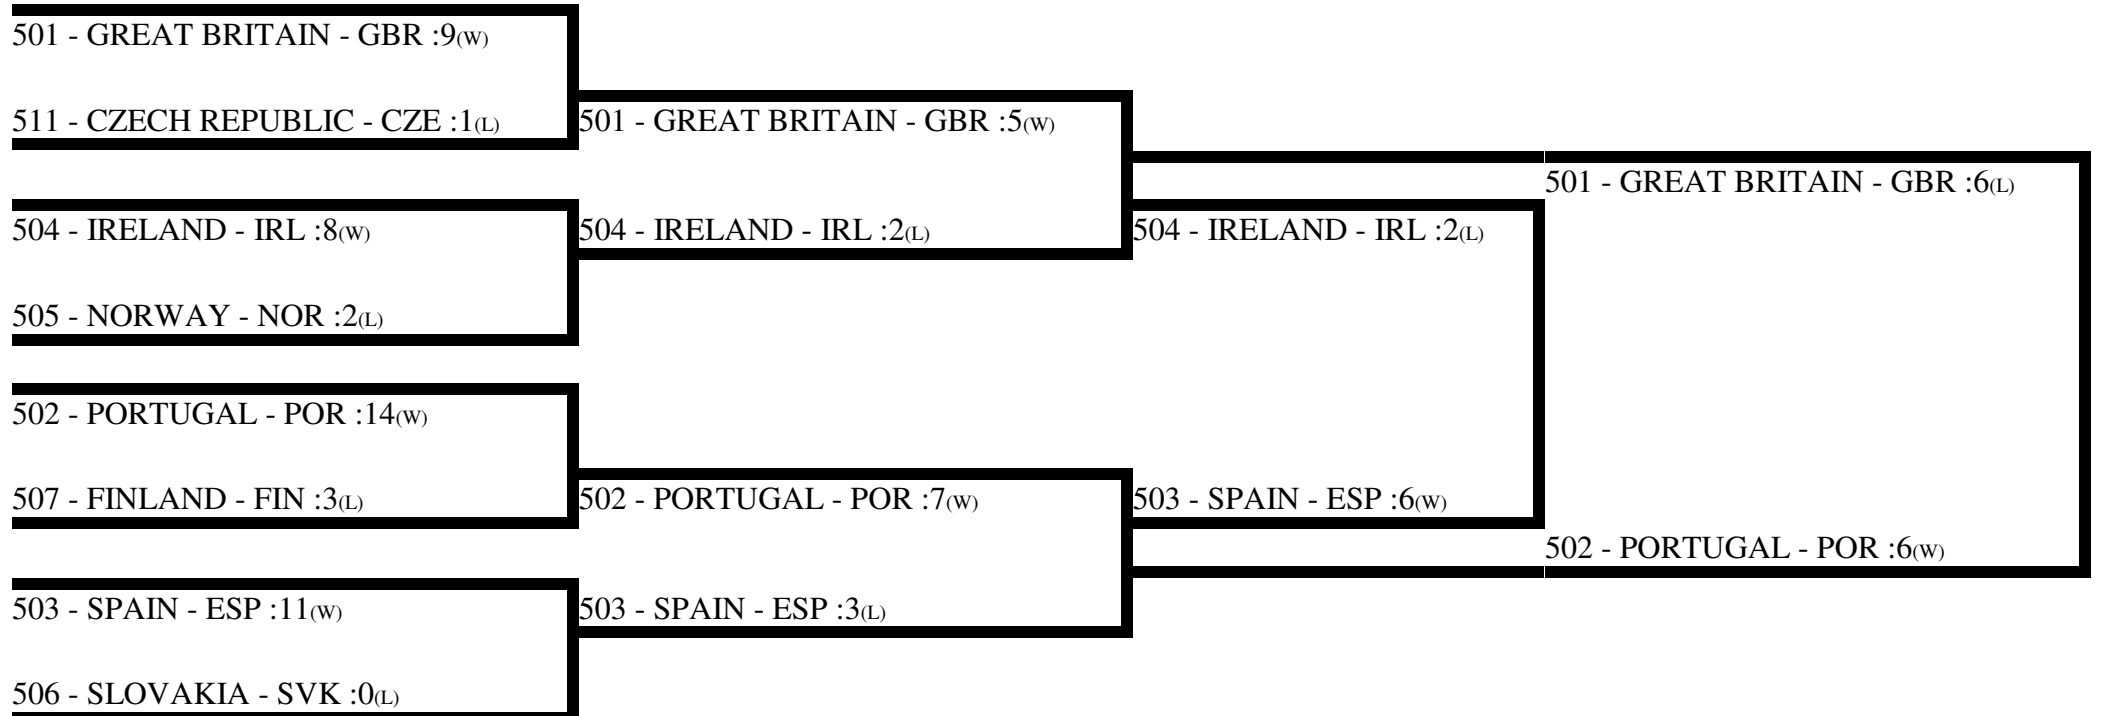 501 - GREAT BRITAIN - GBR :9(W)
511 - CZECH REPUBLIC - CZE :1(L)
504 - IRELAND - IRL :8(W)
505 - NORWAY - NOR :2(L)
502 - PORTUGAL - POR :14(W)
507 - FINLAND - FIN :3(L)
503 - SPAIN - ESP :11(W)
506 - SLOVAKIA - SVK :0(L)
501 - GREAT BRITAIN - GBR :5(W)
504 - IRELAND - IRL :2(L)
502 - PORTUGAL - POR :7(W)
503 - SPAIN - ESP :3(L)
504 - IRELAND - IRL :2(L)
503 - SPAIN - ESP :6(W)
501 - GREAT BRITAIN - GBR :6(L)
502 - PORTUGAL - POR :6(W)